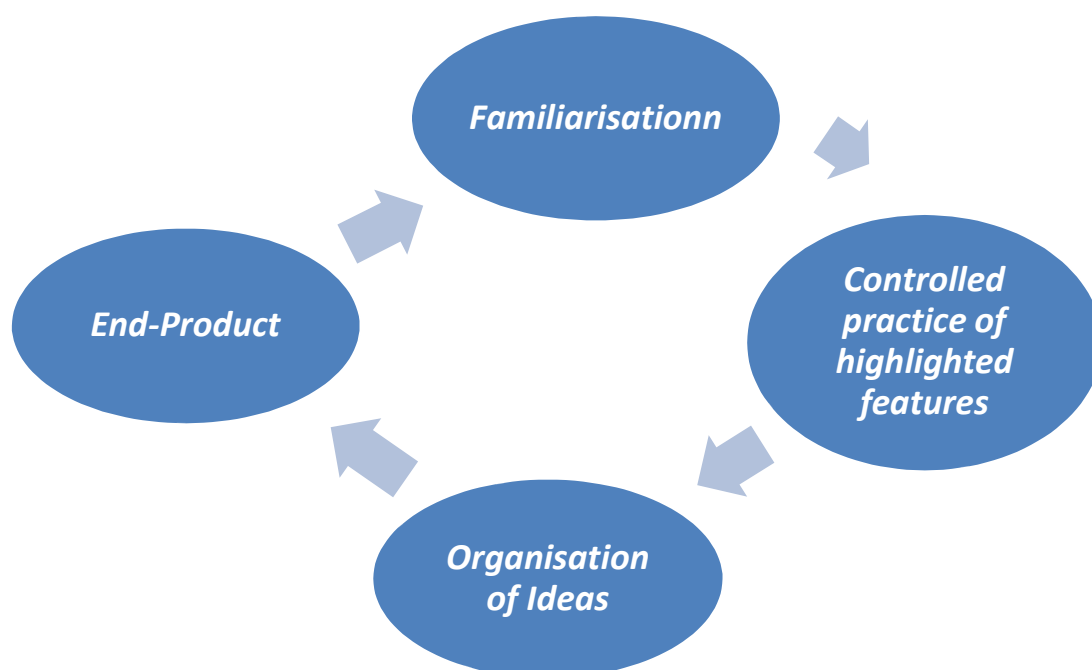 Familiarisationn
Controlled
practice of
highlighted
features
Organisation
of Ideas
End-Product